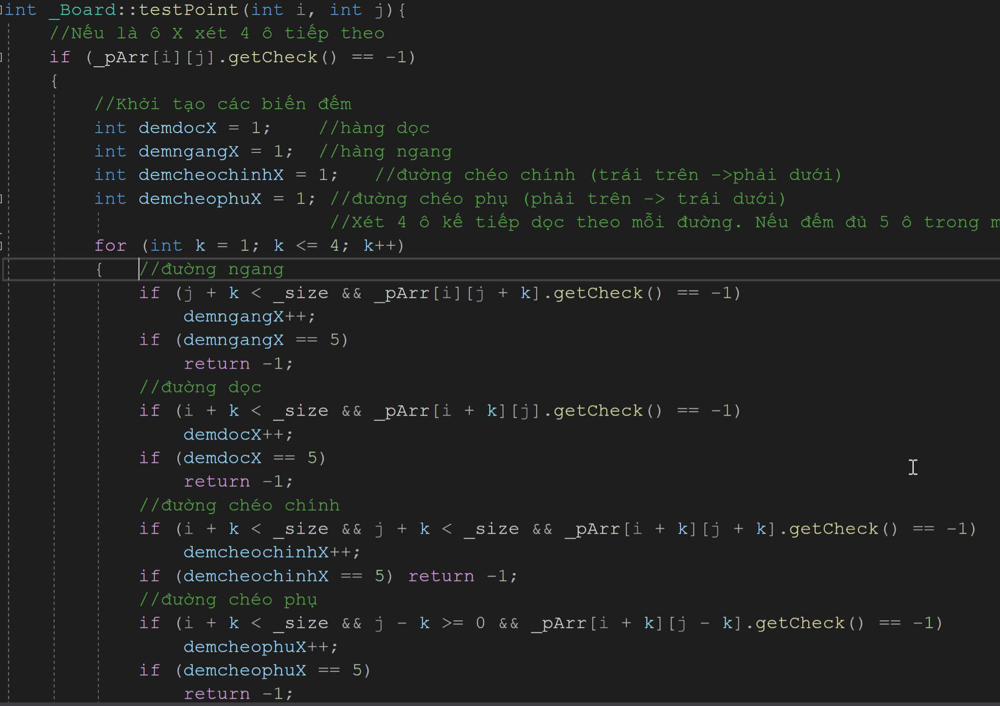 int _Board::testPoint(int i, int j){
//Nếu là ô X xét 4 ô tiếp theo
if (_pArr[i][j].getCheck() == -1)
{
//Khởi tạo các biến đếm
int demdocX = 1; //hàng dọc
int demngangX = 1; //hàng ngang
int demcheochinhX = 1; //đường chéo chính (trái trên ->phải dưới)
int demcheophuX = 1; //đường chéo phụ (phải trên -> trái dưới)
//Xét 4 ô kế tiếp dọc theo mỗi đường. Nếu đếm đủ 5 ô trong
for (int k = 1; k <= 4; k++)
{ //đường ngang
if (j + k < _size && _pArr[i][j + k].getCheck() == -1)
demngangX++;
if (demngangX == 5)
return -1;
//đường dọc
if (i + k < _size && _pArr[i + k][j].getCheck() == -1)
demdocX++;
if (demdocX == 5)
return -1;
//đường chéo chính
if (i + k < _size && j + k < _size && _pArr[i + k][j + k].getCheck() == -1)
demcheochinhX++;
if (demcheochinhX == 5) return -1;
//đường chéo phụ
if (i + k < _size && j - k >= 0 && _pArr[i + k][j - k].getCheck() == -1)
demcheophuX++;
if (demcheophuX == 5)
return -1;